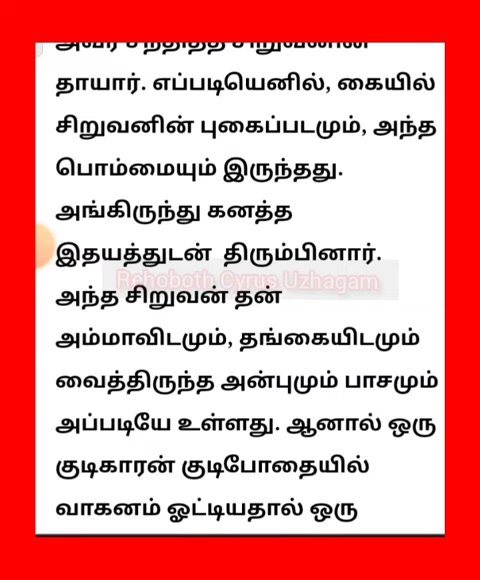 தாயார். எப்படியெனில், கையில்
சிறுவனின் புகைப்படமும், அந்த
பொம்மையும் இருந்தது.
அங்கிருந்து கனத்த
இதயத்துடன் திரும்பினார்.
Rehoboth Cyrus Uzhagam
அந்த சிறுவன் தன்
அம்மாவிடமும், தங்கையிடமும்
வைத்திருந்த அன்பும் பாசமும்
அப்படியே உள்ளது. ஆனால் ஒரு
குடிகாரன் குடிபோதையில்
வாகனம் ஓட்டியதால் ஒரு